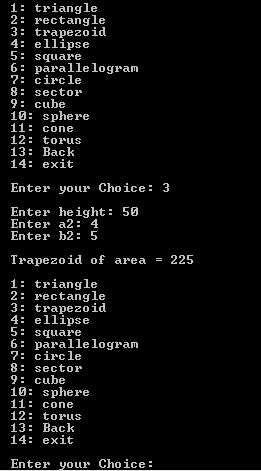 1: triangle
2: rectangle
3: trapezoid
4: ellipse
5: square
6: parallelogram
7: circle
8: sector
9: cube
10: sphere
11: cone
12: torus
13: Back
14: exit
Enter your Choice: 3
Enter height: 50
Enter a2: 4
Enter b2: 5
Trapezoid of area = 225
1: triangle
2: rectangle
3: trapezoid
4: ellipse
5: square
6: parallelogram
7: circle
8: sector
9: cube
10: sphere
11: cone
12: torus
13: Back
14: exit
Enter your Choice: